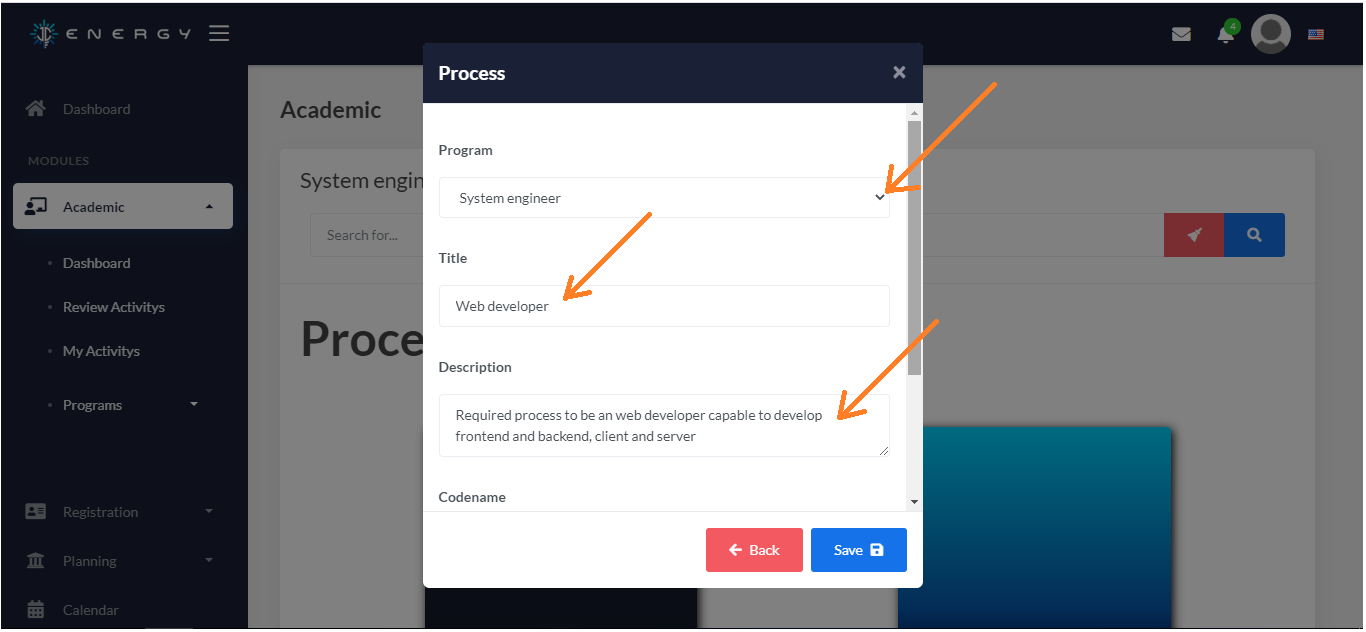 ENERGY
4
Dashboard
MODULES
Academic
Dashboard
Review Activitys
My Activitys
Programs
Registration
Planning
Calendar
Academic
System engin
Search for...
Proce
Process
Program
System engineer
Title
Web developer
Description
Required process to be an web developer capable to develop
frontend and backend, client and server
Codename
Back
Save